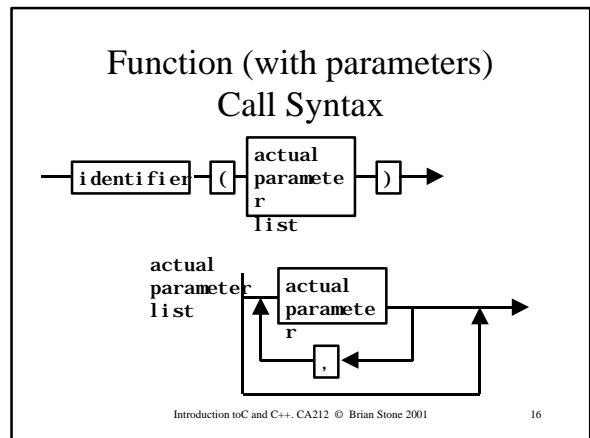 Function (with parameters)
Call Syntax
identifier
(
actual
paramete
r
list
)
actual
parameter
list
actual
paramete
r
,
Introduction toC and C++. CA212 © Brian Stone 2001
16